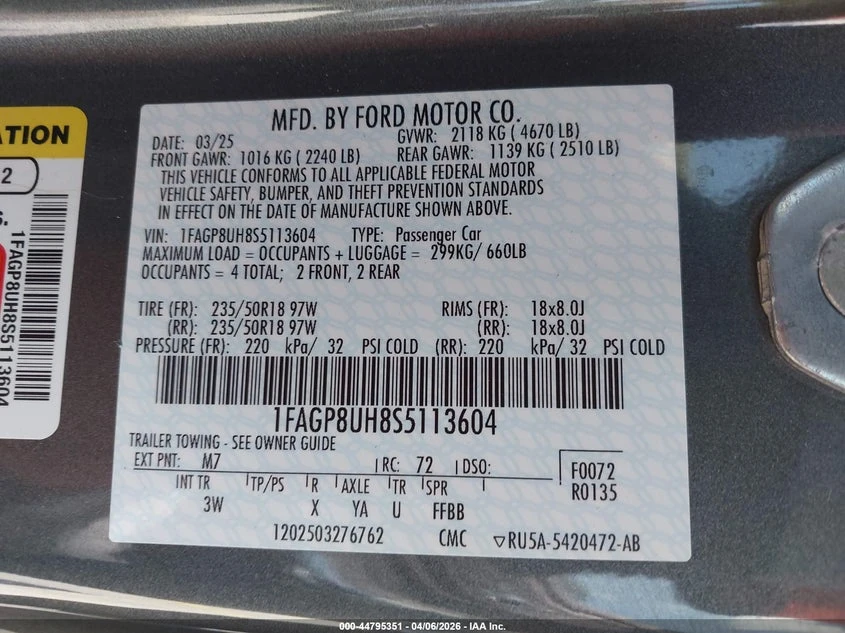 ATION
2
S.
1FAGP8UH8S5113604
MFD. BY FORD MOTOR CO.
DATE: 03/25 GVWR: 2118 KG ( 4670 LB)
FRONT GAWR: 1016 KG ( 2240 LB) REAR GAWR: 1139 KG ( 2510 LB)
THIS VEHICLE CONFORMS TO ALL APPLICABLE FEDERAL MOTOR
VEHICLE SAFETY, BUMPER, AND THEFT PREVENTION STANDARDS
IN EFFECT ON THE DATE OF MANUFACTURE SHOWN ABOVE.
VIN: 1FAGP8UH8S5113604 TYPE: Passenger Car
MAXIMUM LOAD = OCCUPANTS + LUGGAGE = 299KG/ 660LB
OCCUPANTS = 4 TOTAL; 2 FRONT, 2 REAR
TIRE (FR): 235/50R18 97W RIMS (FR): 18x8.0J
(RR): 235/50R18 97W (RR): 18x8.0J
PRESSURE (FR): 220 kPa/ 32 PSI COLD (RR): 220 kPa/ 32 PSI COLD
1FAGP8UH8S5113604
TRAILER TOWING - SEE OWNER GUIDE
EXT PNT: M7 RC: 72 DSO: F0072
INT TR TP/PS R AXLE TR SPR R0135
3W X YA U FFBB
1202503276762 CMC ▽RU5A-5420472-AB
000-44795351 - 04/06/2026 - IAA Inc.